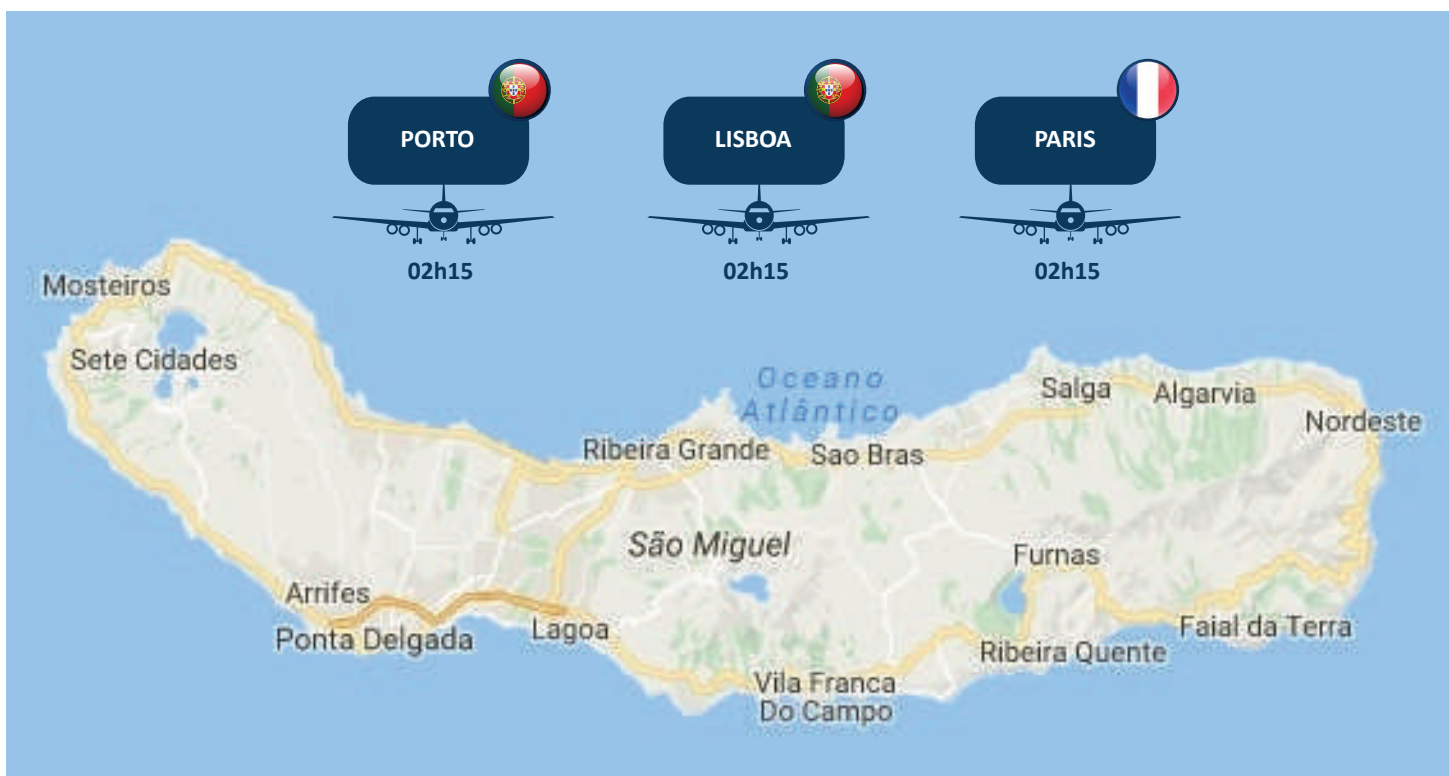 PORTO
LISBOA
PARIS
02h15
02h15
02h15
Mosteiros
Sete Cidades
Oceano
Atlântico
Salga
Algarvia
Nordeste
Ribeira Grande
Sao Bras
São Miguel
Furnas
Arrifes
Ponta Delgada
Lagoa
Faial da Terra
Ribeira Quente
Vila Franca
Do Campo